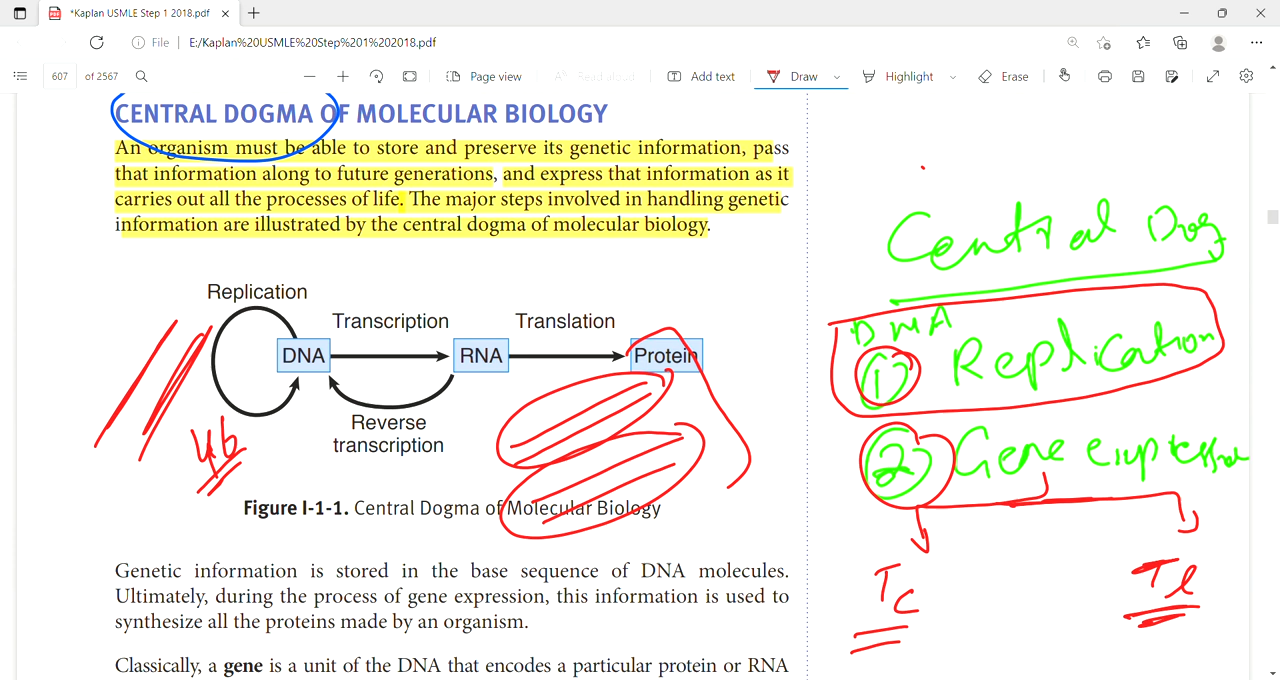 *Kaplan USMLE Step 1 2018.pdf
File E:/Kaplan%20USMLE%20Step%201%202018.pdf
607 of 2567 Page view Read aloud Add text Draw Highlight Erase
CENTRAL DOGMA OF MOLECULAR BIOLOGY
An organism must be able to store and preserve its genetic information, pass
that information along to future generations, and express that information as it
carries out all the processes of life. The major steps involved in handling genetic
information are illustrated by the central dogma of molecular biology.
Replication
Transcription Translation
DNA RNA Protein
Reverse
transcription
46
Figure I-1-1. Central Dogma of Molecular Biology
Genetic information is stored in the base sequence of DNA molecules.
Ultimately, during the process of gene expression, this information is used to
synthesize all the proteins made by an organism.
Classically, a gene is a unit of the DNA that encodes a particular protein or RNA
Central Dog
DNA
1 Replication
2 Gene
Tc Tl